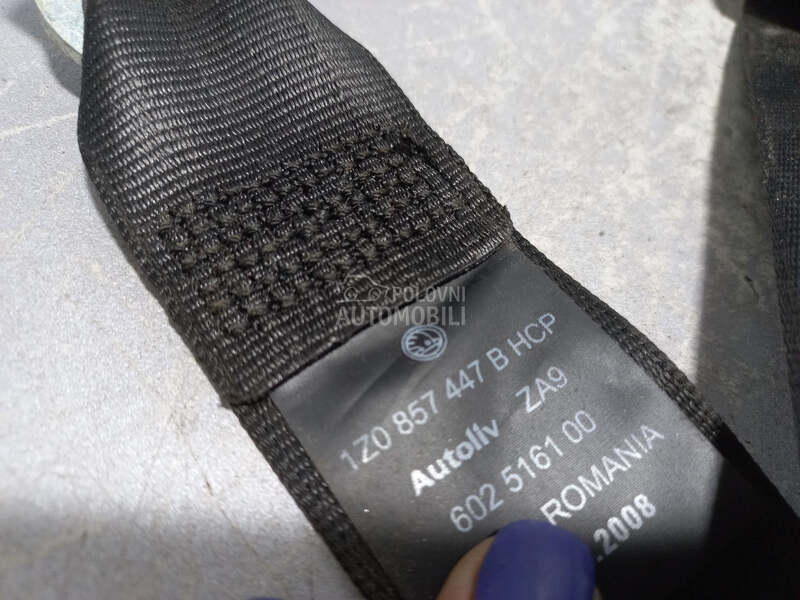 POLOVNI
AUTOMOBILI
1Z0 857 447 B HCP
Autoliv ZA9
602 5161 00
ROMANIA
.2008